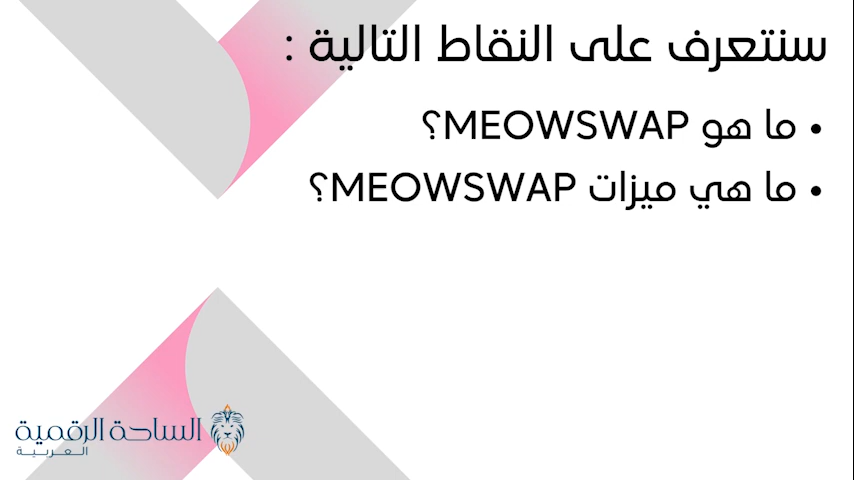 سنتعرف على النقاط التالية :
• ما هو MEOWSWAP؟
• ما هي ميزات MEOWSWAP؟
الساحة الرقمية
العربية